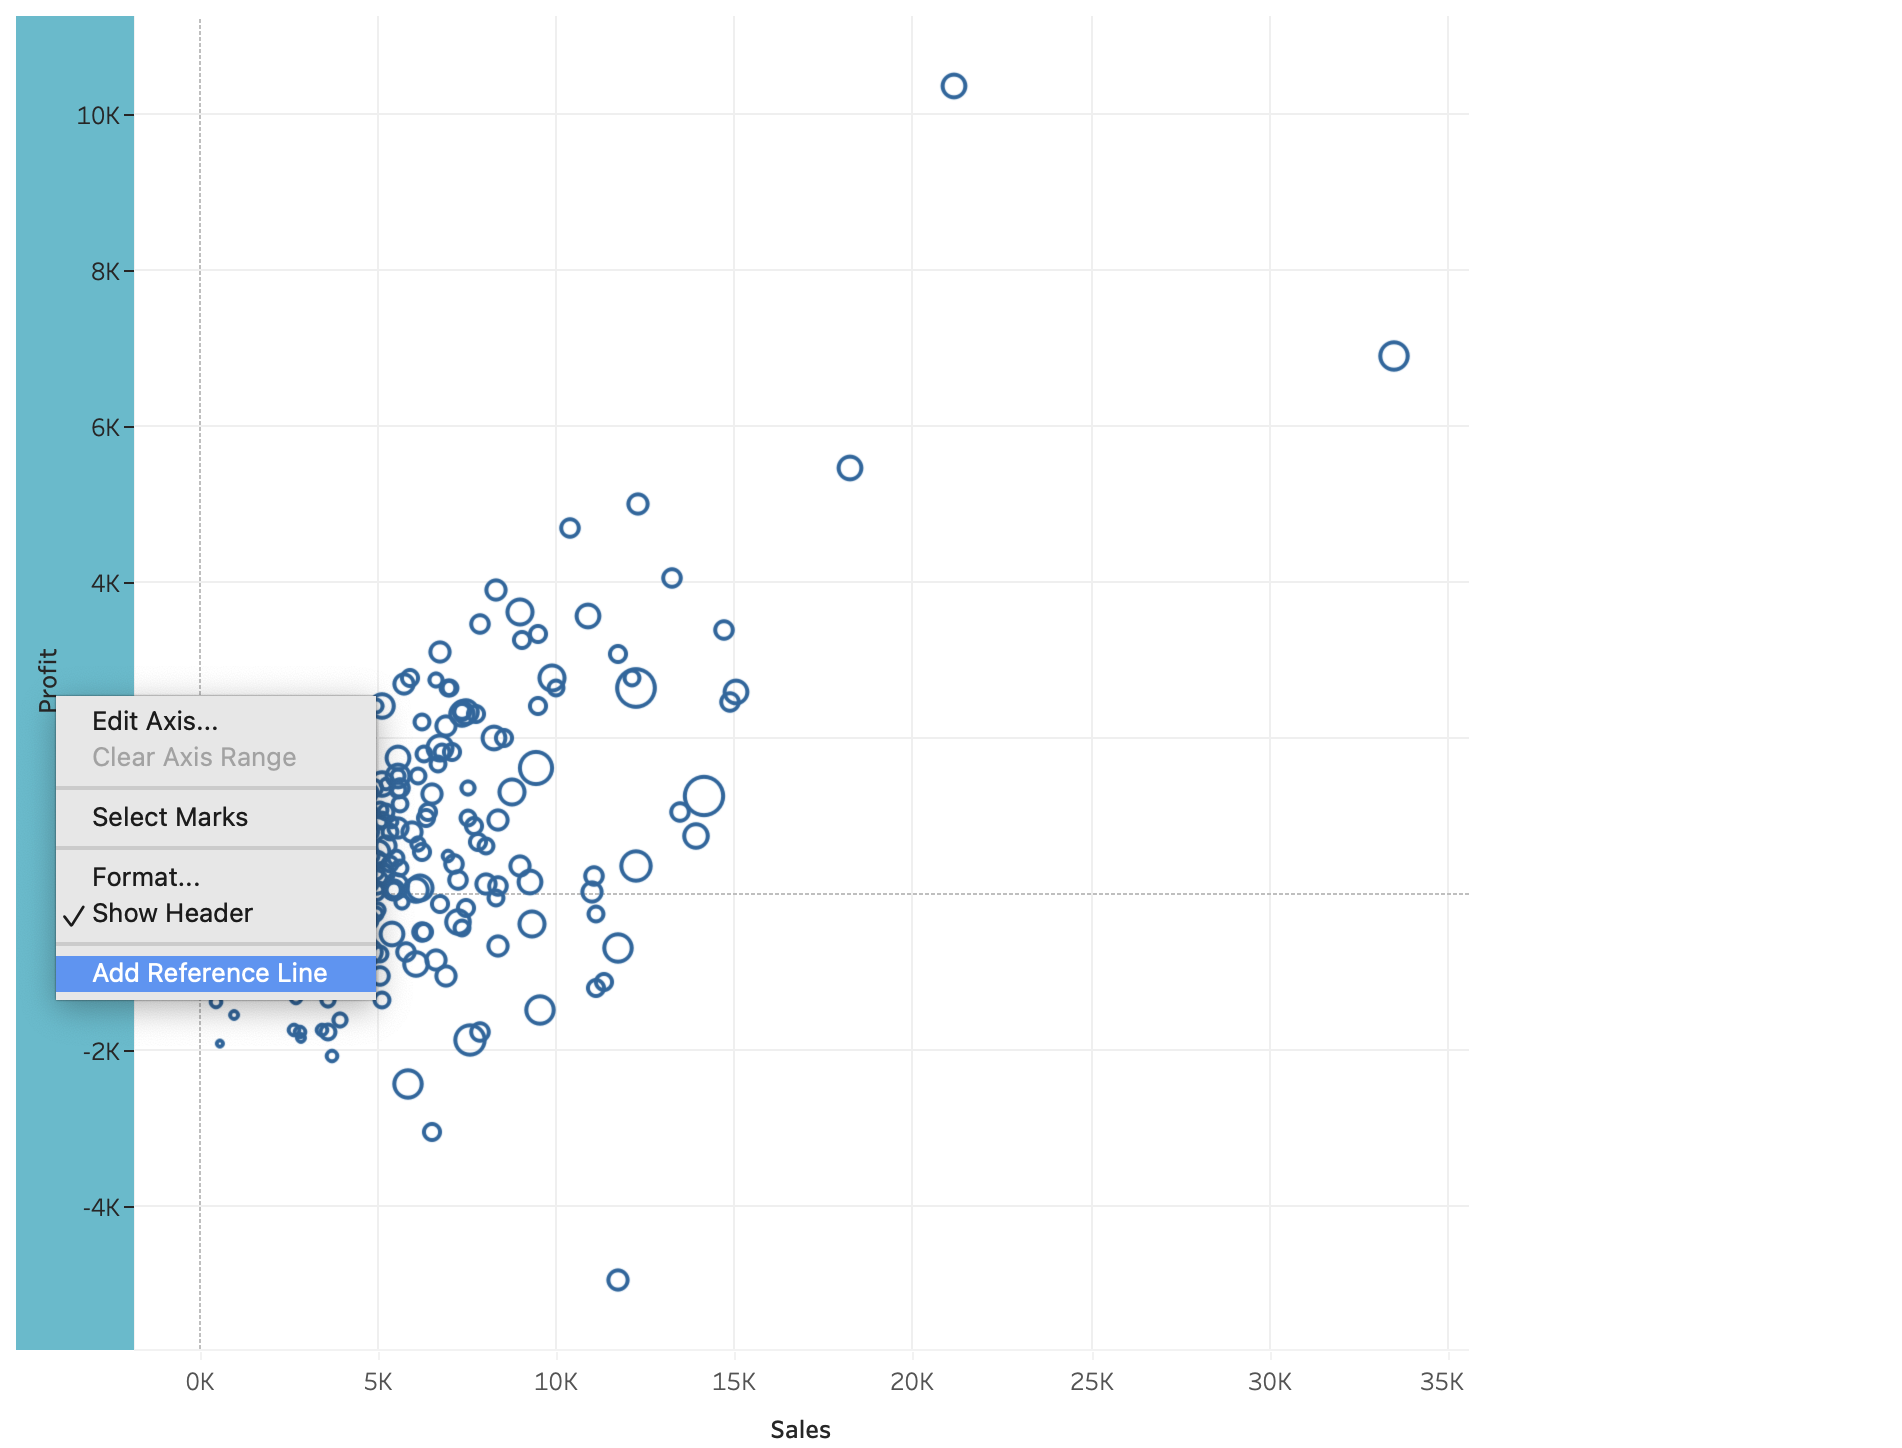 10K
8K
6K
4K
Profit
Edit Axis...
Clear Axis Range
Select Marks
Format...
Show Header
Add Reference Line
-2K
-4K
0K 5K 10K 15K 20K 25K 30K 35K
Sales